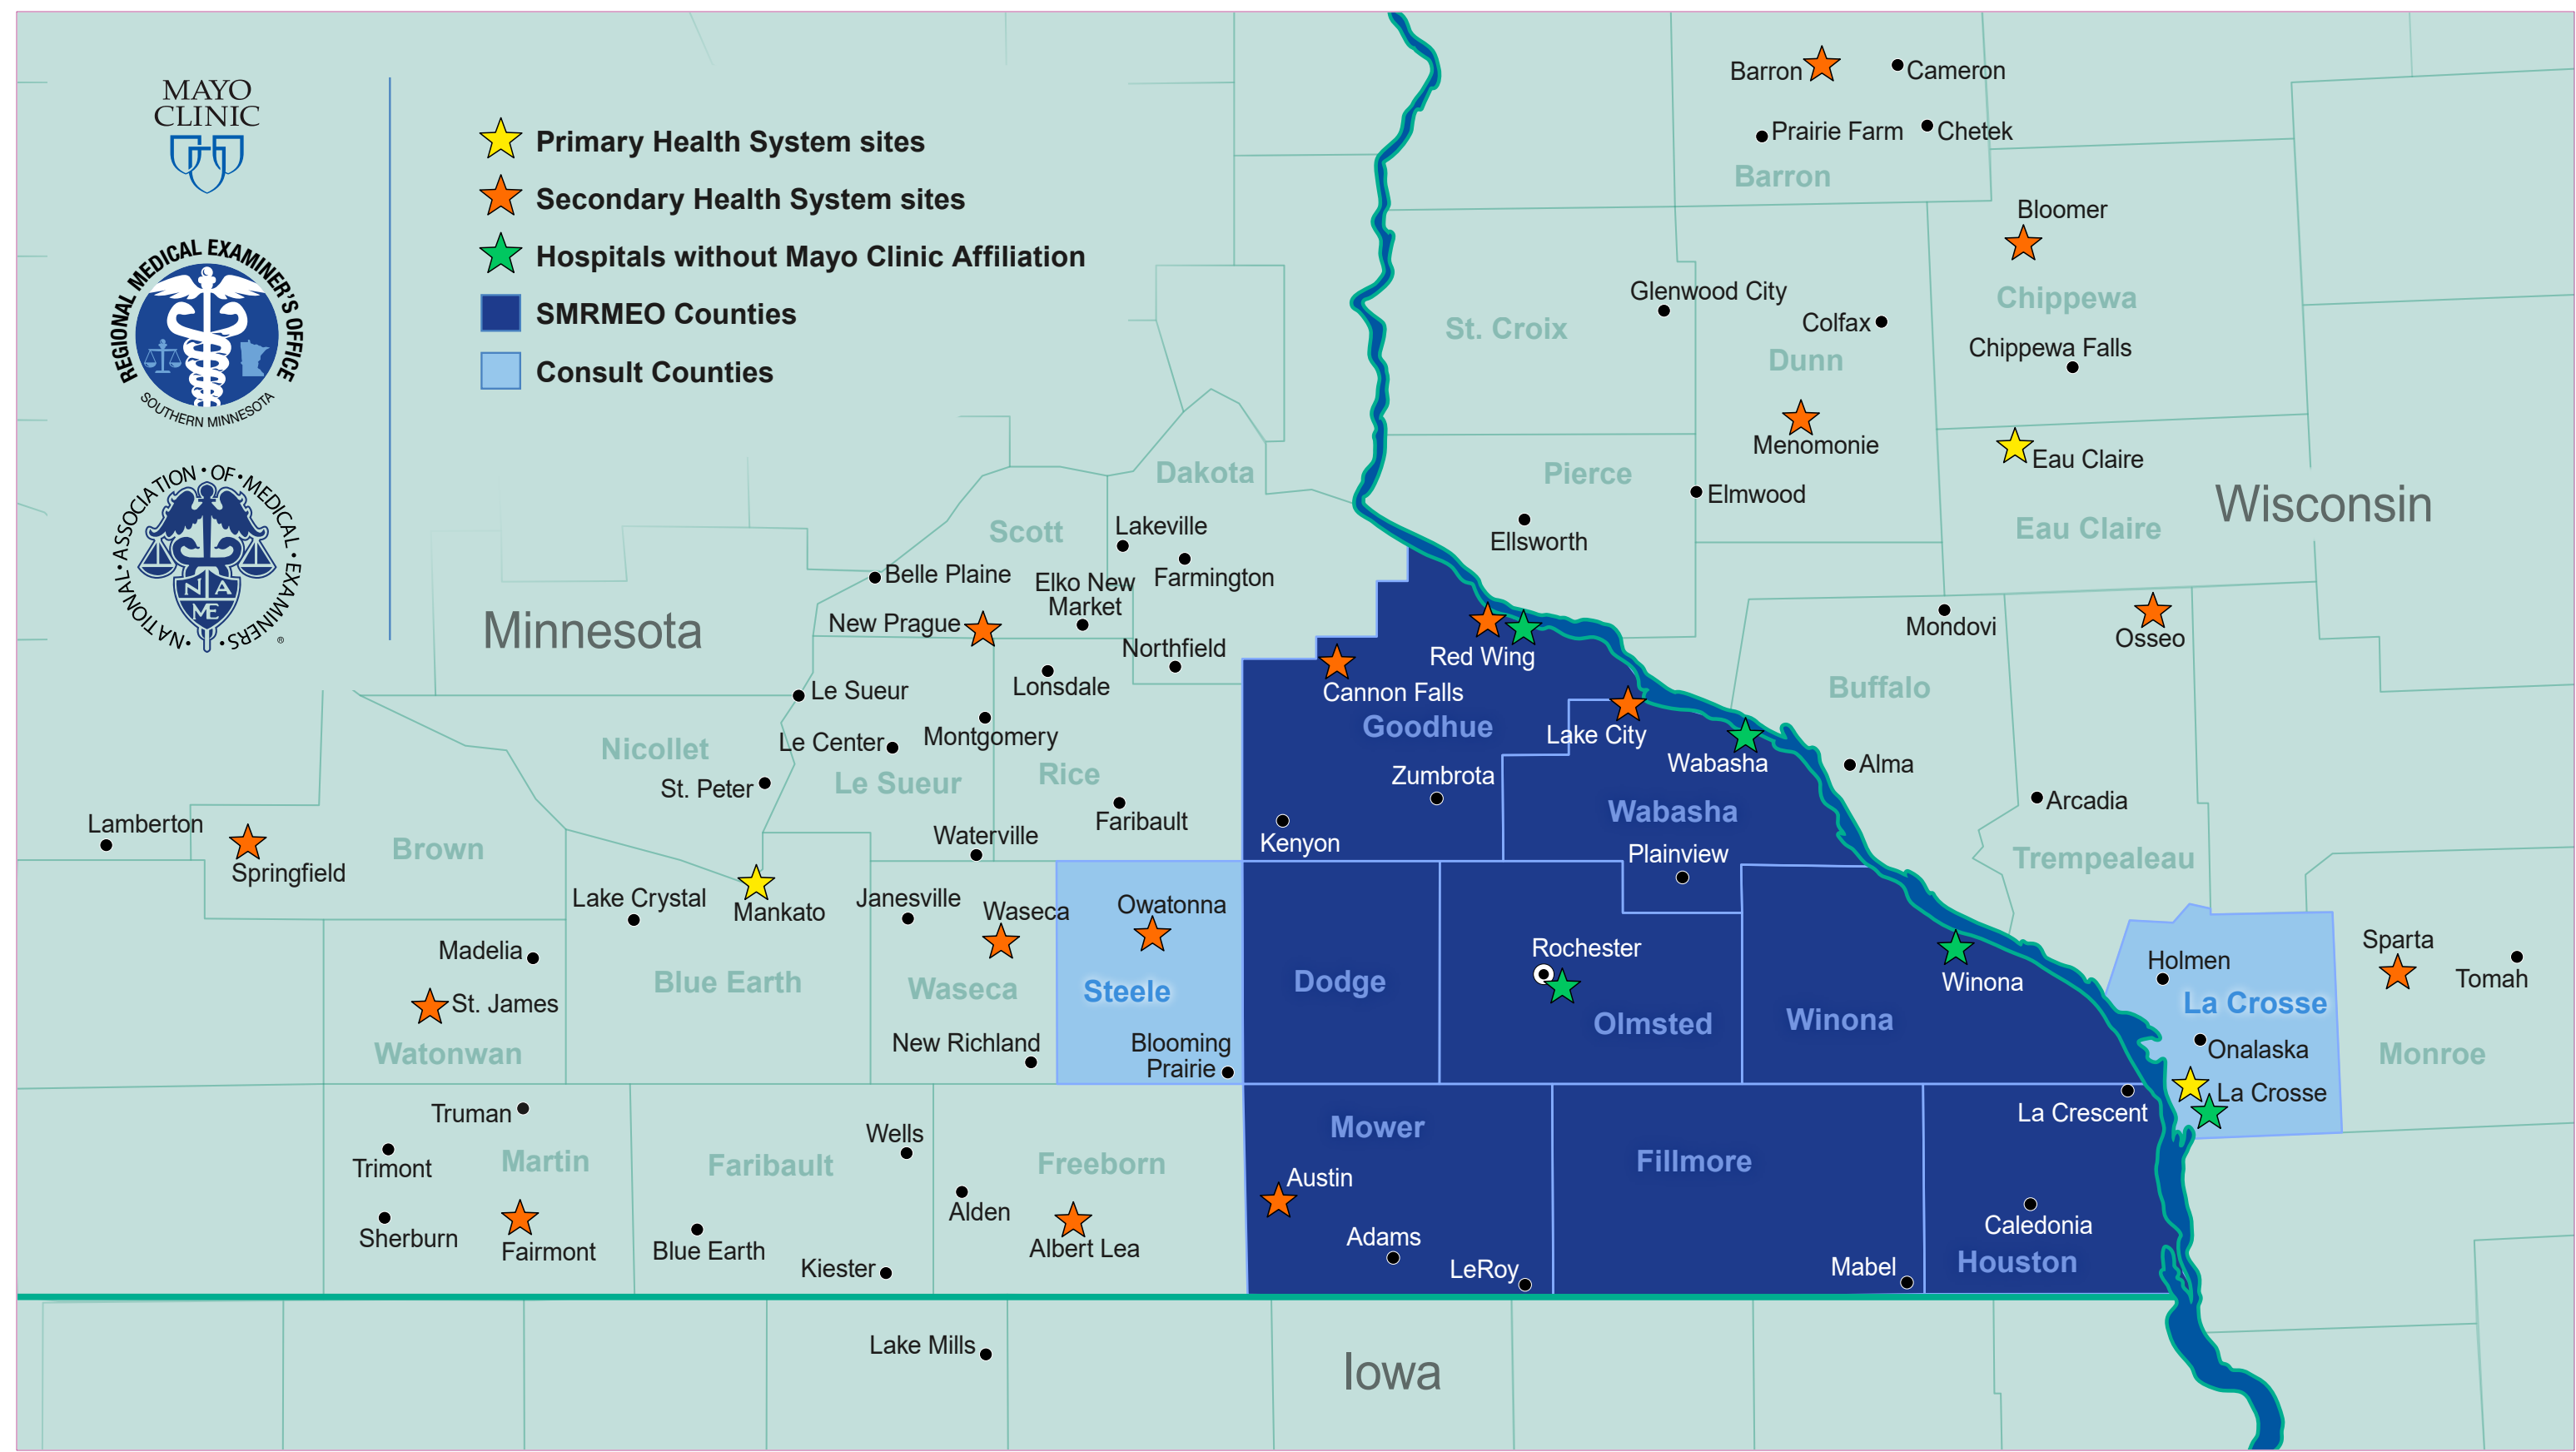 MAYO
CLINIC
REGIONAL MEDICAL EXAMINER'S OFFICE
SOUTHERN MINNESOTA
NATIONAL • ASSOCIATION • OF • MEDICAL • EXAMINERS •
®
N A
ME
Primary Health System sites
Secondary Health System sites
Hospitals without Mayo Clinic Affiliation
SMRMEO Counties
Consult Counties
Barron
Cameron
Prairie Farm
Chetek
Barron
Bloomer
Glenwood City
Chippewa
St. Croix
Colfax
Chippewa Falls
Dunn
Menomonie
Eau Claire
Dakota
Pierce
Elmwood
Wisconsin
Scott
Lakeville
Ellsworth
Eau Claire
Belle Plaine
Elko New
Market
Farmington
Minnesota
New Prague
Northfield
Red Wing
Mondovi
Osseo
Le Sueur
Lonsdale
Cannon Falls
Buffalo
Nicollet
Le Center
Montgomery
Goodhue
Lake City
Wabasha
Alma
St. Peter
Le Sueur
Rice
Zumbrota
Arcadia
Lamberton
Faribault
Wabasha
Springfield
Brown
Waterville
Kenyon
Plainview
Trempealeau
Lake Crystal
Mankato
Janesville
Waseca
Owatonna
Madelia
Rochester
Sparta
Holmen
Tomah
St. James
Blue Earth
Waseca
Steele
Dodge
Olmsted
Winona
Winona
La Crosse
Watonwan
New Richland
Blooming
Prairie
Onalaska
Monroe
La Crosse
Truman
Wells
Mower
La Crescent
Trimont
Martin
Faribault
Freeborn
Fillmore
Austin
Sherburn
Fairmont
Blue Earth
Alden
Albert Lea
Adams
Caledonia
Kiester
LeRoy
Mabel
Houston
Lake Mills
Iowa